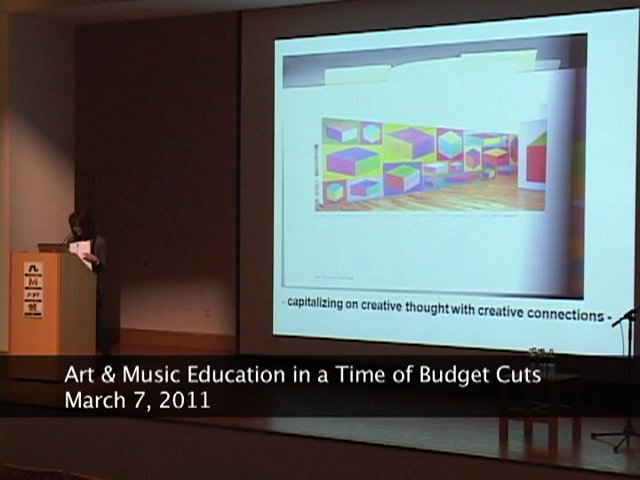 - capitalizing on creative thought with creative connections -
Art & Music Education in a Time of Budget Cuts
March 7, 2011